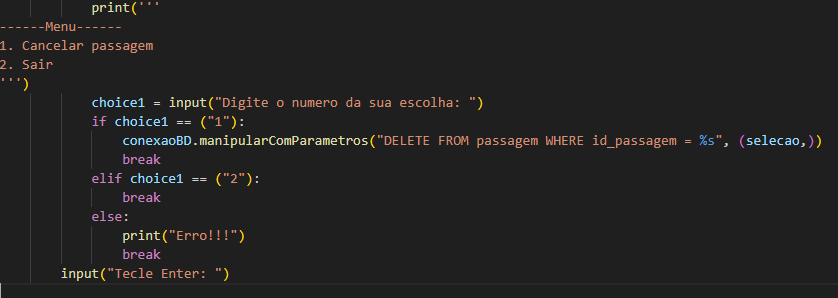 print('''
------Menu------
1. Cancelar passagem
2. Sair
''')
choice1 = input("Digite o numero da sua escolha: ")
if choice1 == ("1"):
conexaoBD.manipularComParametros("DELETE FROM passagem WHERE id_passagem = %s", (selecao,))
break
elif choice1 == ("2"):
break
else:
print("Erro!!!")
break
input("Tecle Enter: ")